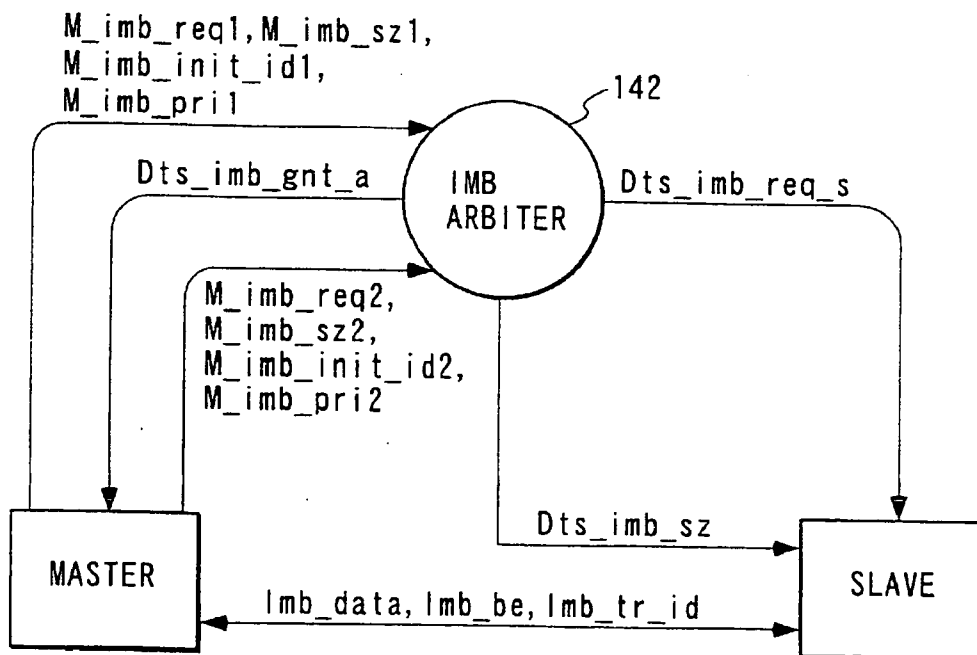 M_imb_req1, M_imb_sz1,
M_imb_init_id1,
M_imb_pri1
142
Dts_imb_gnt_a
IMB
ARBITER
Dts_imb_req_s
M_imb_req2,
M_imb_sz2,
M_imb_init_id2,
M_imb_pri2
Dts_imb_sz
MASTER
SLAVE
Imb_data, Imb_be, Imb_tr_id